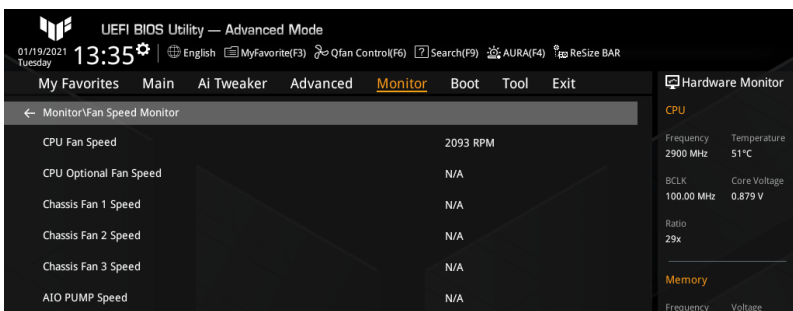 UEFI BIOS Utility — Advanced Mode
01/19/2021 Tuesday 13:35 English MyFavorite(F3) Qfan Control(F6) Search(F9) AURA(F4) ReSize BAR
My Favorites Main Ai Tweaker Advanced Monitor Boot Tool Exit
Hardware Monitor
← Monitor\Fan Speed Monitor
CPU Fan Speed 2093 RPM
CPU Optional Fan Speed N/A
Chassis Fan 1 Speed N/A
Chassis Fan 2 Speed N/A
Chassis Fan 3 Speed N/A
AIO PUMP Speed N/A
CPU
Frequency Temperature
2900 MHz 51°C
BCLK Core Voltage
100.00 MHz 0.879 V
Ratio
29x
Memory
Frequency Voltage